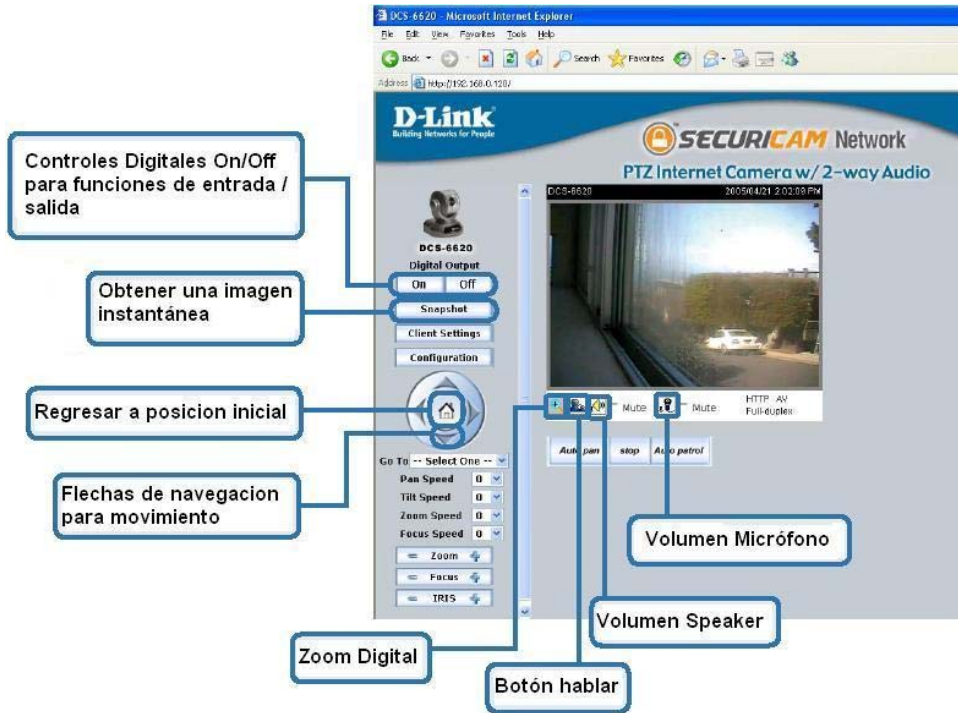 DCS-6620 - Microsoft Internet Explorer
File Edit View Favorites Tools Help
Back Search Favorites
Address http://192.168.0.120/
D-Link
Building Networks for People
SECURICAM Network
TM
PTZ Internet Camera w/ 2-way Audio
Controles Digitales On/Off
para funciones de entrada /
salida
DCS-6620 2005/04/21 2:02:09 PM
DCS-6620
Digital Output
On Off
Obtener una imagen
instantánea
Snapshot
Client Settings
Configuration
Regresar a posicion inicial
Mute Mute HTTP AV
Full-duplex
Auto pan stop Auto patrol
Go To -- Select One --
Flechas de navegacion
para movimiento
Pan Speed 0
Tilt Speed 0
Zoom Speed 0
Focus Speed 0
Zoom
Focus
IRIS
Volumen Micrófono
Volumen Speaker
Zoom Digital
Botón hablar